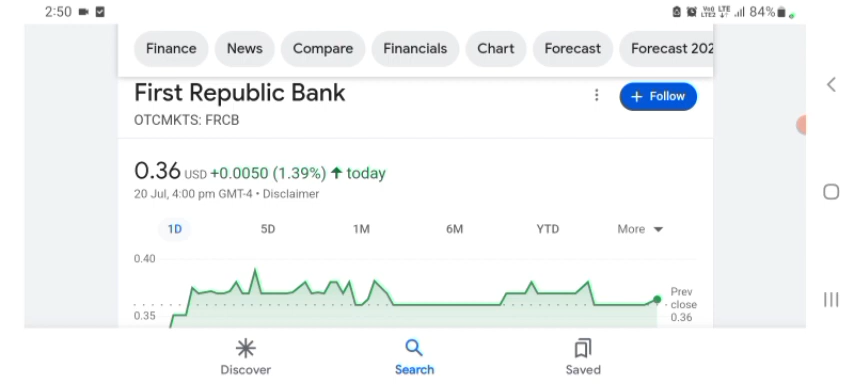 2:50 LTE LTE2 84%
Finance News Compare Financials Chart Forecast Forecast 202
First Republic Bank
+ Follow
OTCMKTS: FRCB
0.36 USD +0.0050 (1.39%) ↑ today
20 Jul, 4:00 pm GMT-4 • Disclaimer
1D 5D 1M 6M YTD More
0.40
0.35
Prev
close
0.36
Discover Search Saved